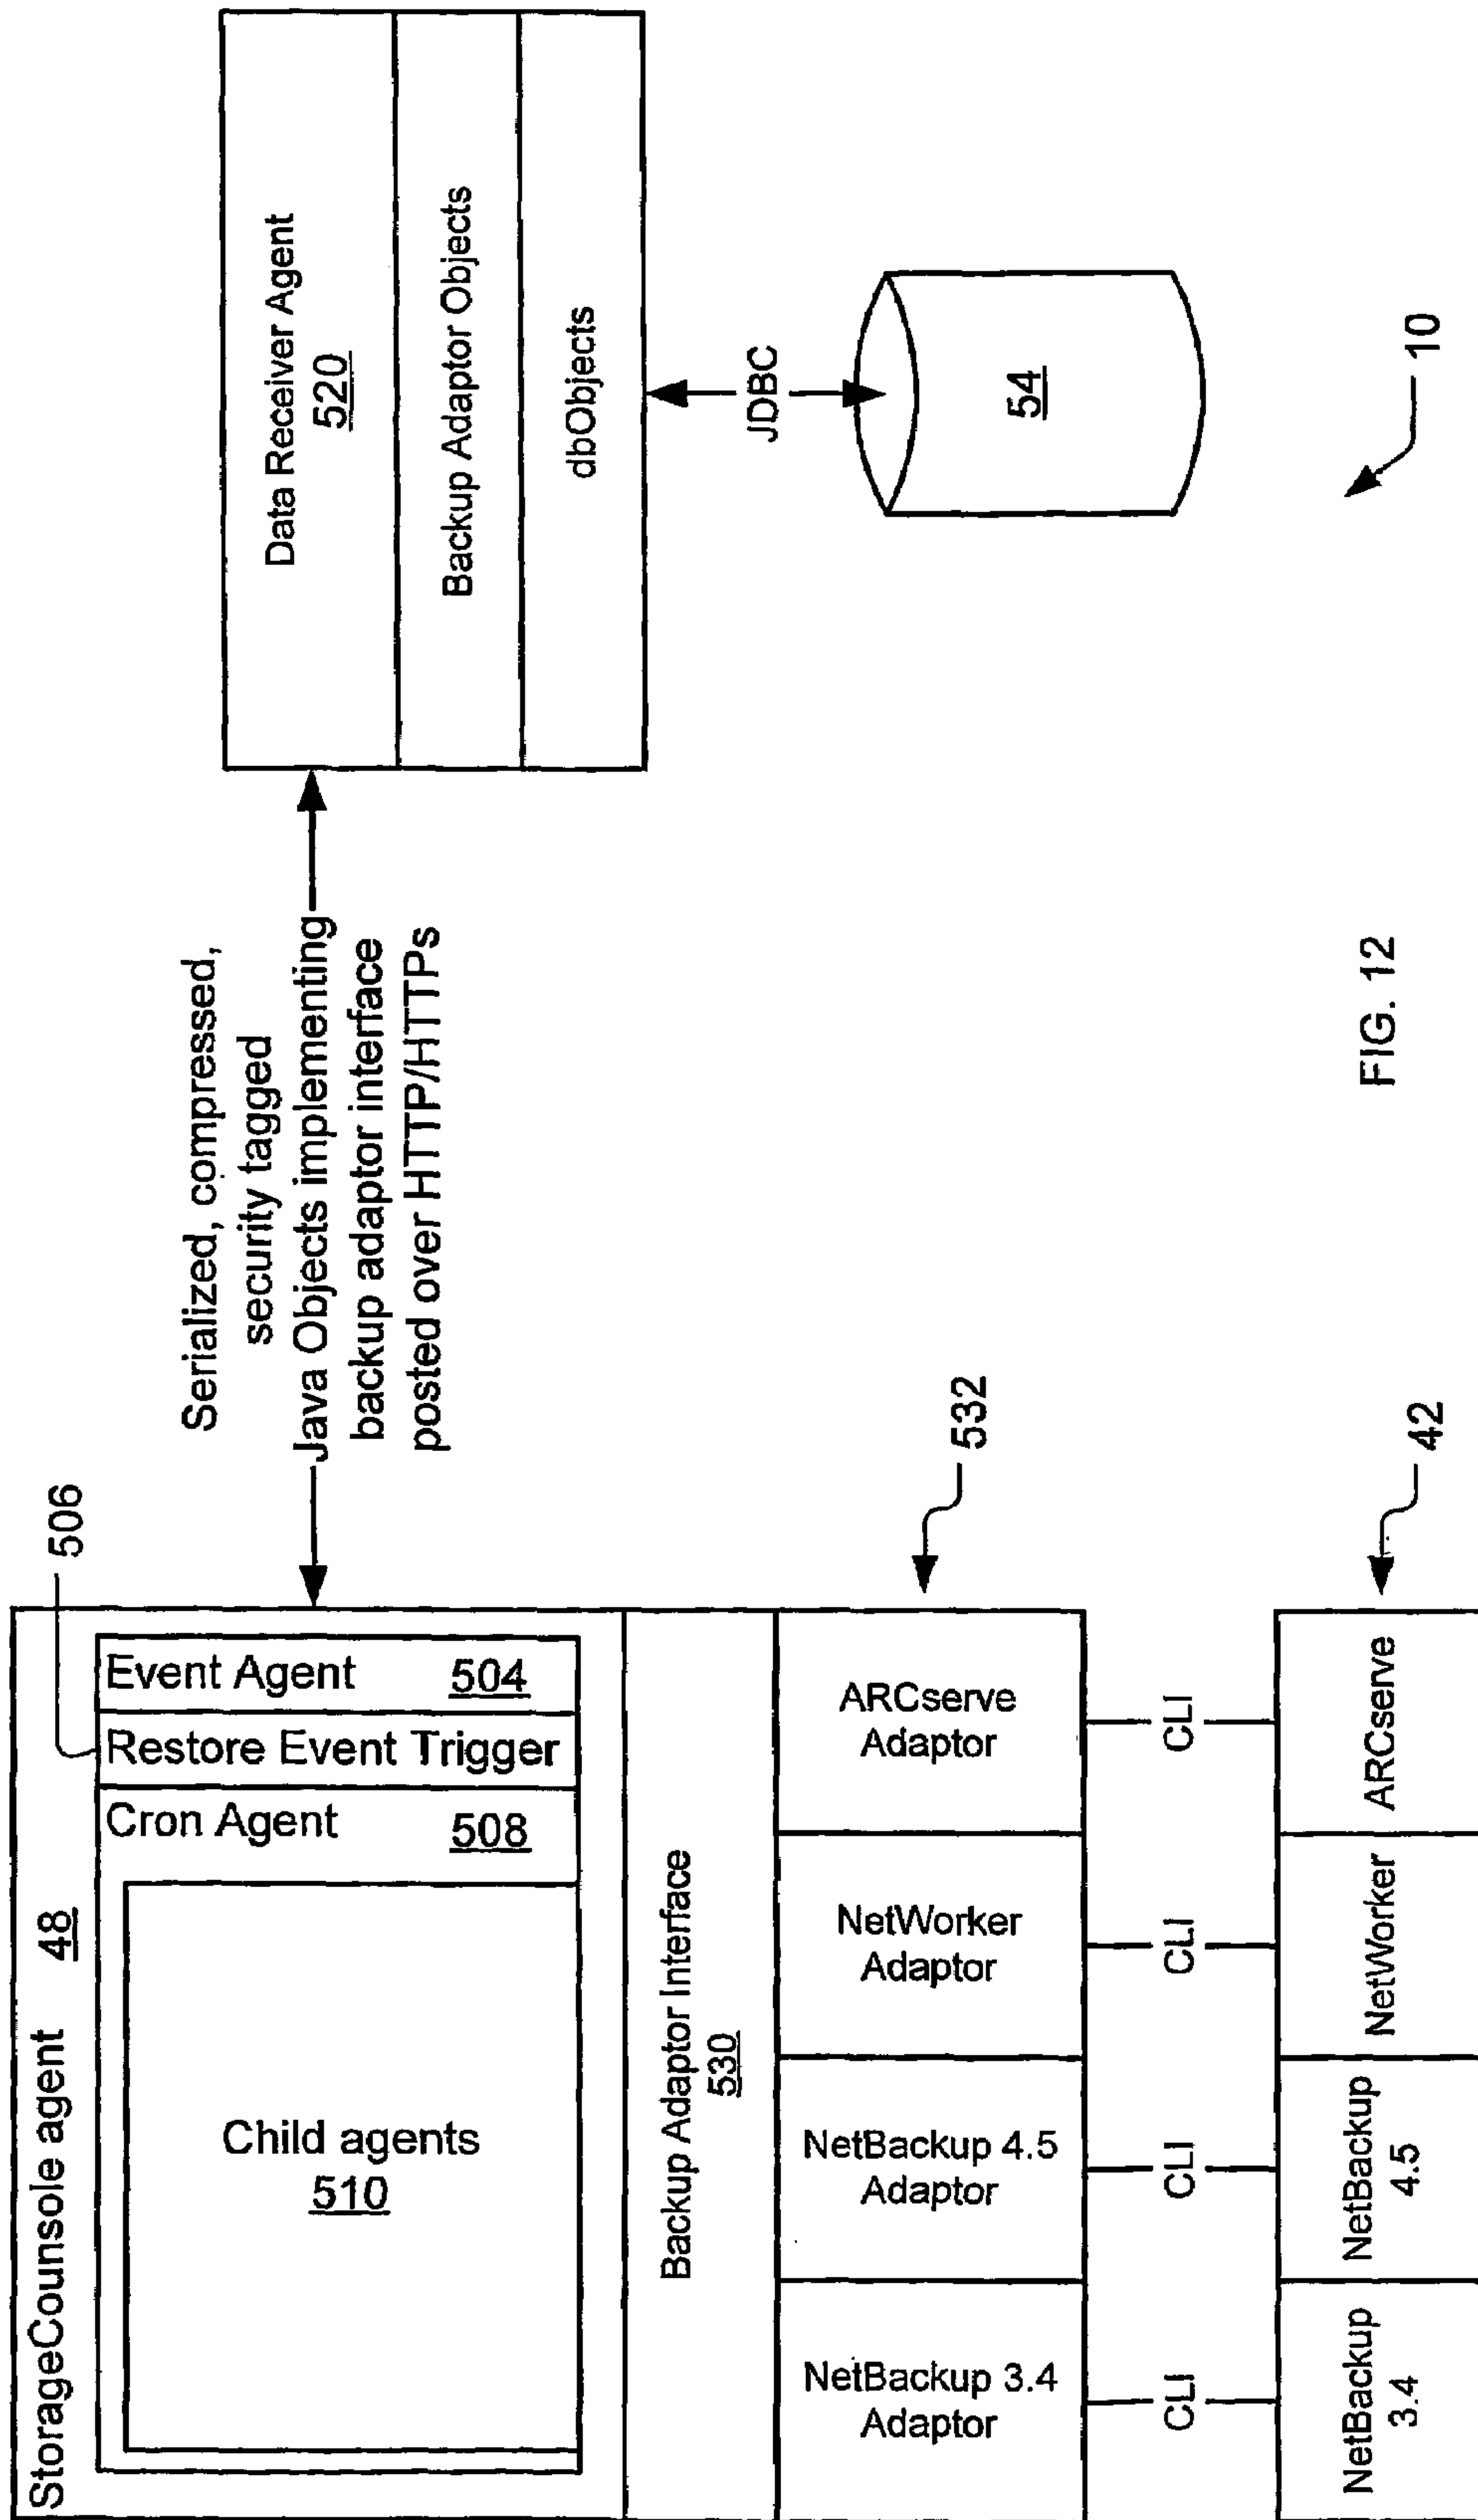 StorageCounsole agent 48
506
Event Agent 504
Restore Event Trigger
Cron Agent 508
Child agents
510
Backup Adaptor Interface
530
NetBackup 3.4
Adaptor
NetBackup 4.5
Adaptor
NetWorker
Adaptor
ARCserve
Adaptor
532
CLI
CLI
CLI
CLI
NetBackup
3.4
NetBackup
4.5
NetWorker
ARCserve
42
Serialized, compressed,
security tagged
Java Objects implementing
backup adaptor interface
posted over HTTP/HTTPs
Data Receiver Agent
520
Backup Adaptor Objects
dbObjects
JDBC
54
10
FIG. 12